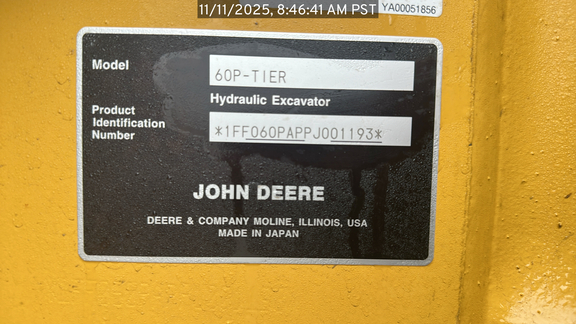 11/11/2025, 8:46:41 AM PST
YA00051856
Model
60P-TIER
Hydraulic Excavator
Product
Identification
Number
*1FF060PAPPJ001193*
JOHN DEERE
DEERE & COMPANY MOLINE, ILLINOIS, USA
MADE IN JAPAN